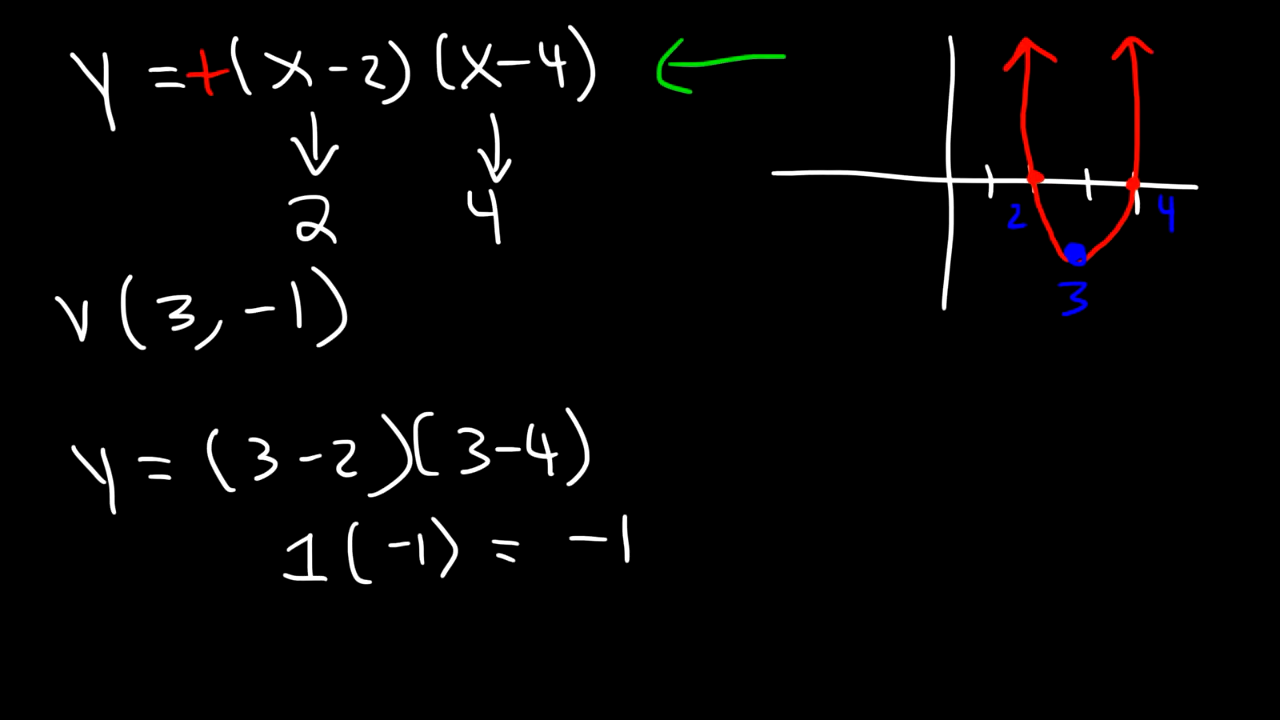 y = +(x-2)(x-4)
2 4
2 4
3
v(3, -1)
y = (3-2)(3-4)
1(-1) = -1